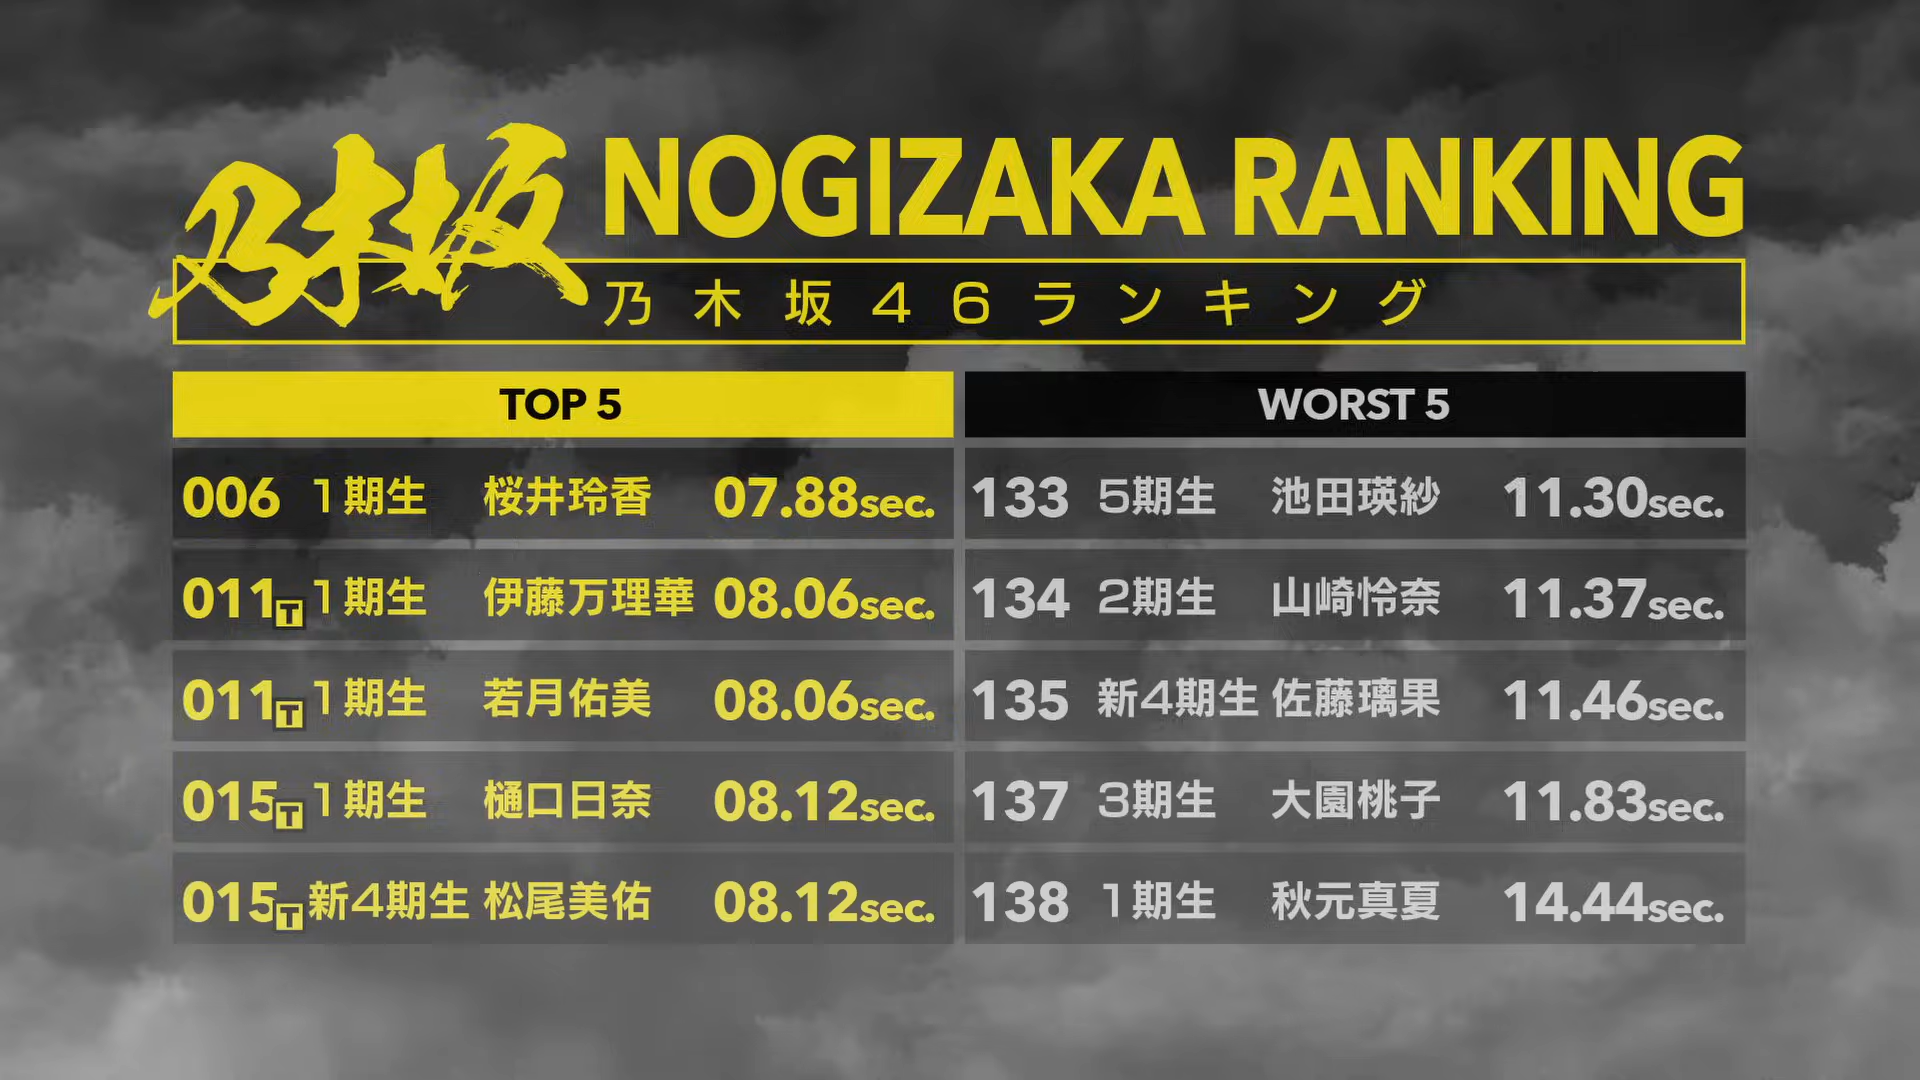 乃木坂
NOGIZAKA RANKING
乃木坂46ランキング
TOP 5
006 1期生 桜井玲香 07.88sec.
011T 1期生 伊藤万理華 08.06sec.
011T 1期生 若月佑美 08.06sec.
015T 1期生 樋口日奈 08.12sec.
015T 新4期生 松尾美佑 08.12sec.
WORST 5
133 5期生 池田瑛紗 11.30sec.
134 2期生 山崎怜奈 11.37sec.
135 新4期生 佐藤璃果 11.46sec.
137 3期生 大園桃子 11.83sec.
138 1期生 秋元真夏 14.44sec.